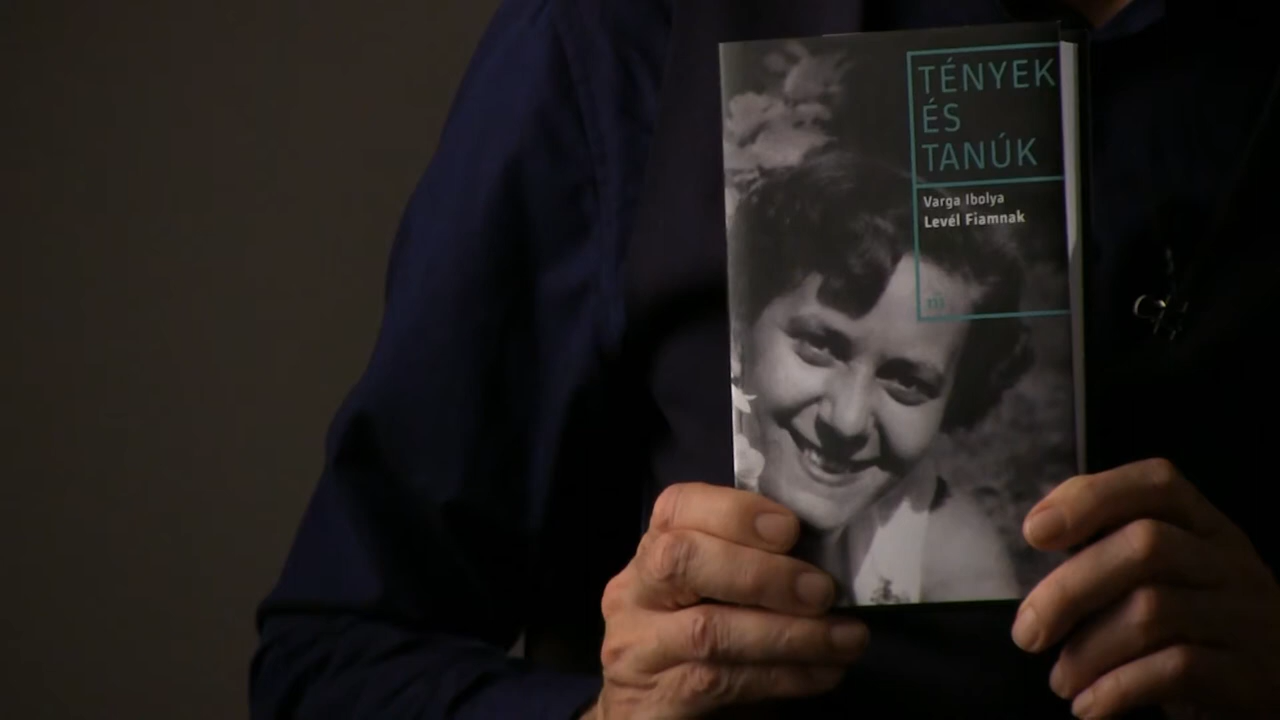 TÉNYEK
ÉS
TANÚK
Varga Ibolya
Levél Fiamnak
m